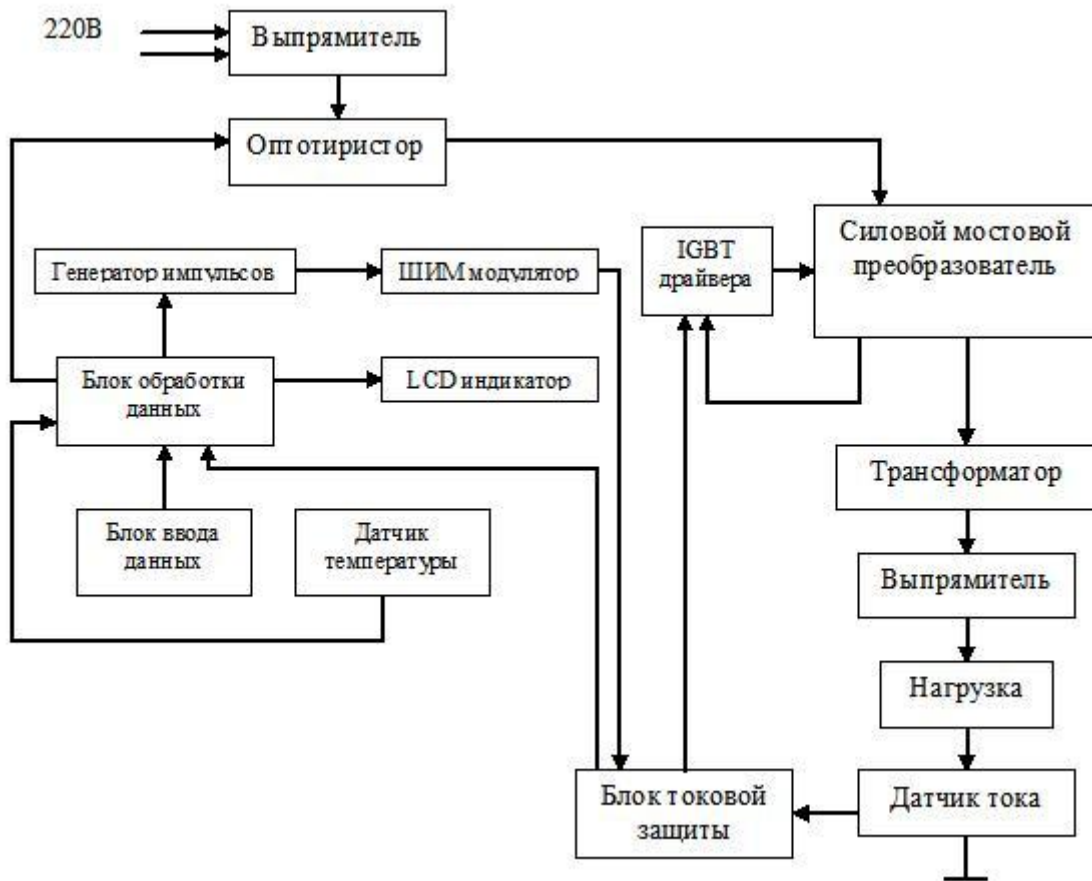 220В
Выпрямитель
Оптотиристор
Силовой мостовой
преобразователь
IGBT
драйвера
Генератор импульсов
ШИМ модулятор
Блок обработки
данных
LCD индикатор
Трансформатор
Блок ввода
данных
Датчик
температуры
Выпрямитель
Нагрузка
Блок токовой
защиты
Датчик тока